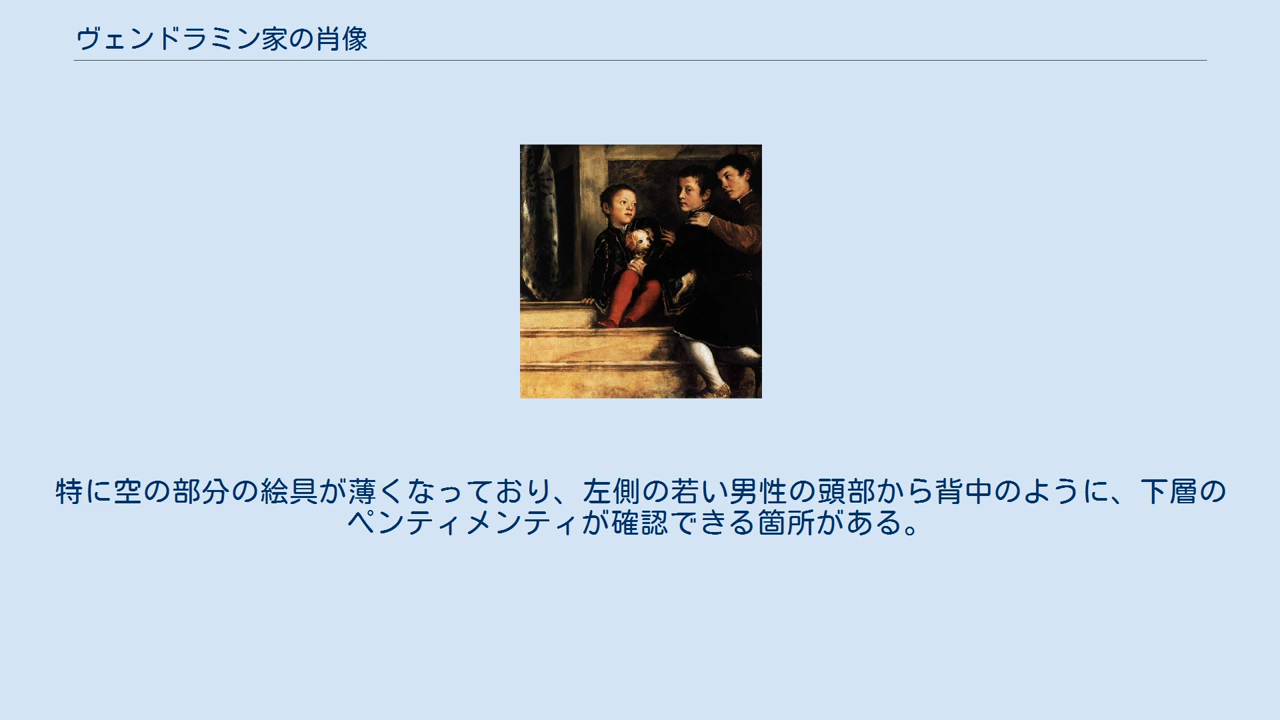 ヴェンドラミン家の肖像
特に空の部分の絵具が薄くなっており、左側の若い男性の頭部から背中のように、下層の
ペンティメンティが確認できる箇所がある。